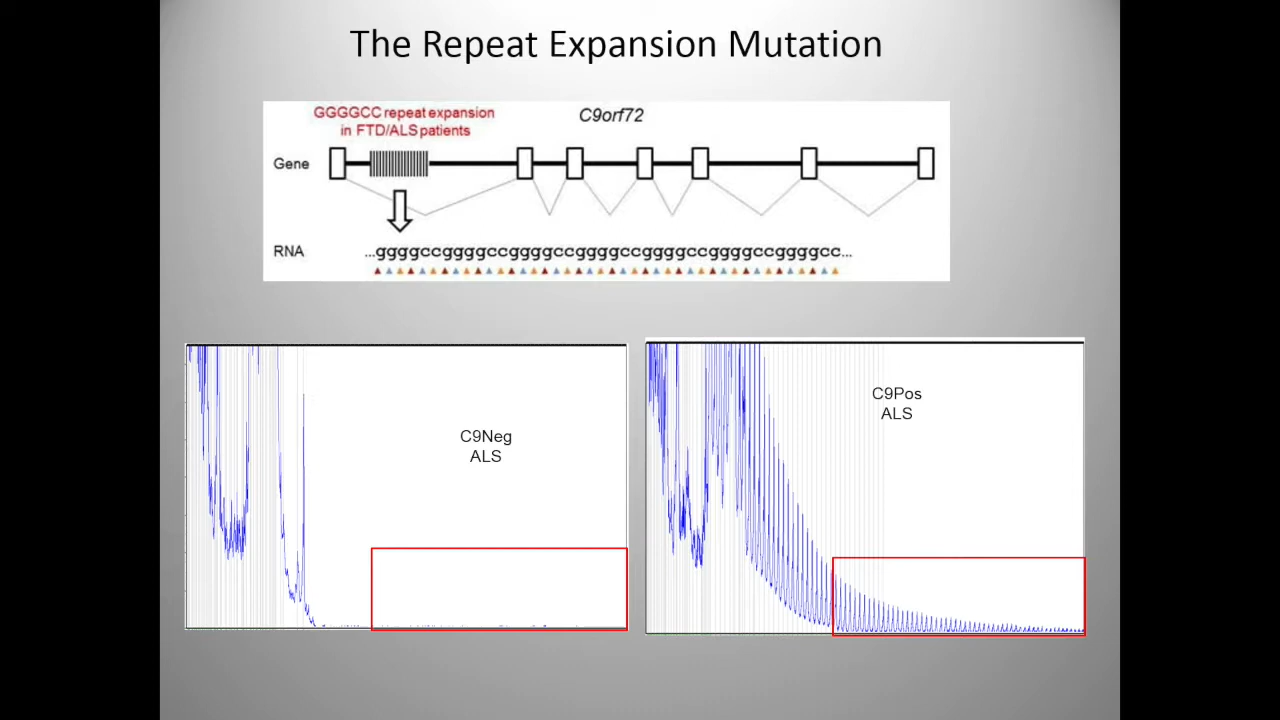 The Repeat Expansion Mutation
GGGGCC repeat expansion
in FTD/ALS patients
C9orf72
Gene
RNA
...ggggccggggccggggccggggccggggccggggccggggcc...
C9Neg
ALS
C9Pos
ALS